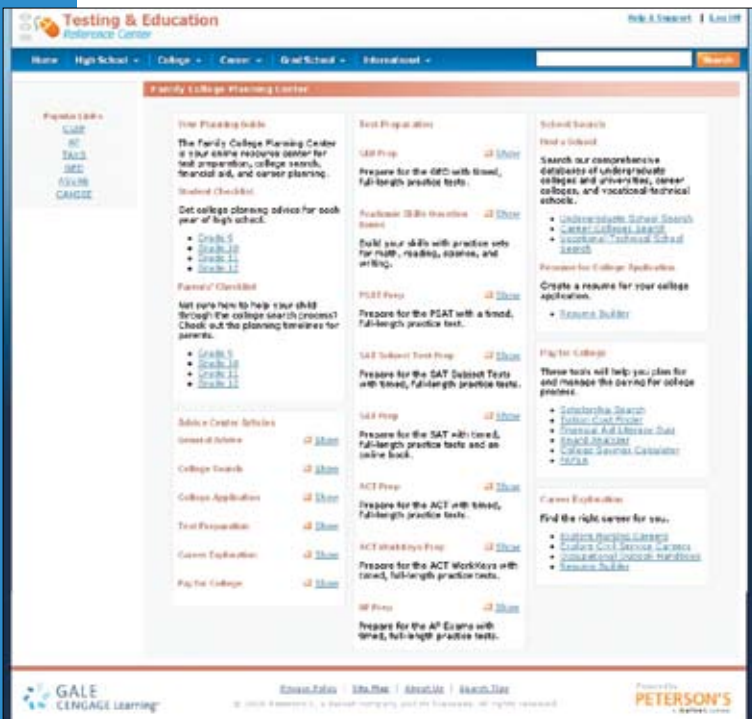 Testing & Education
Reference Center
Help & Support | Log Off
Home High School College Career Grad School International
Search
Family College Planning Center
Popular Links
CLEP
AP
GED
CAHSEE
Your Planning Guide
The Family College Planning Center
is your online resource center for
test preparation, college search,
financial aid, and career planning.
Student Checklist
Get college planning advice for each
year of high school.
• Grade 9
• Grade 10
• Grade 11
• Grade 12
Parents' Checklist
Not sure how to help your child
through the college search process?
Check out the planning timelines for
parents.
• Grade 9
• Grade 10
• Grade 11
• Grade 12
Advice Center Articles
General Advice Show
College Search Show
College Application Show
Test Preparation Show
Career Exploration Show
Pay for College Show
Test Preparation
GED Prep Show
Prepare for the GED with timed,
full-length practice tests.
Academic Skills Practice Show
Build your skills with practice sets
for math, reading, science, and
writing.
PSAT Prep Show
Prepare for the PSAT with a timed,
full-length practice test.
SAT Subject Test Prep Show
Prepare for the SAT Subject Tests
with timed, full-length practice tests.
SAT Prep Show
Prepare for the SAT with timed,
full-length practice tests and an
online book.
ACT Prep Show
Prepare for the ACT with timed,
full-length practice tests.
ACT WorkKeys Prep Show
Prepare for the ACT WorkKeys with
timed, full-length practice tests.
AP Prep Show
Prepare for the AP Exams with
timed, full-length practice tests.
School Search
Find a School
Search our comprehensive
databases of undergraduate
colleges and universities, career
colleges, and vocational-technical
schools.
• Undergraduate School Search
• Career Colleges Search
• Vocational-Technical School
Search
Resumes for College Application
Create a resume for your college
application.
• Resume Builder
Pay for College
These tools will help you plan for
and manage the paying for college
process.
• Scholarship Search
• Tuition Cost Finder
• Financial Aid Literacy Quiz
• Award Analyzer
• College Savings Calculator
• FAFSA
Career Exploration
Find the right career for you.
• Explore Nursing Careers
• Explore Civil Service Careers
• Occupational Outlook Handbook
• Resume Builder
GALE
CENGAGE Learning
Privacy Policy | Site Map | About Us | Search Tips
Powered by
PETERSON'S